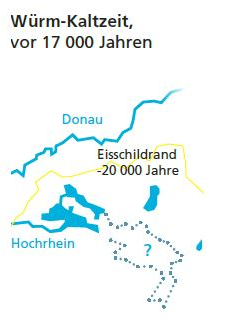 Würm-Kaltzeit,
vor 17 000 Jahren
Donau
Eisschildrand
-20 000 Jahre
Hochrhein
?